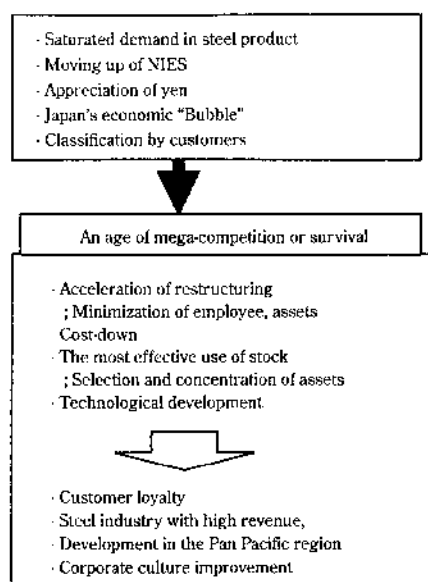 · Saturated demand in steel product
· Moving up of NIES
· Appreciation of yen
· Japan's economic "Bubble"
· Classification by customers
An age of mega-competition or survival
· Acceleration of restructuring
; Minimization of employee, assets
Cost-down
· The most effective use of stock
; Selection and concentration of assets
· Technological development
· Customer loyalty
· Steel industry with high revenue,
· Development in the Pan Pacific region
· Corporate culture improvement